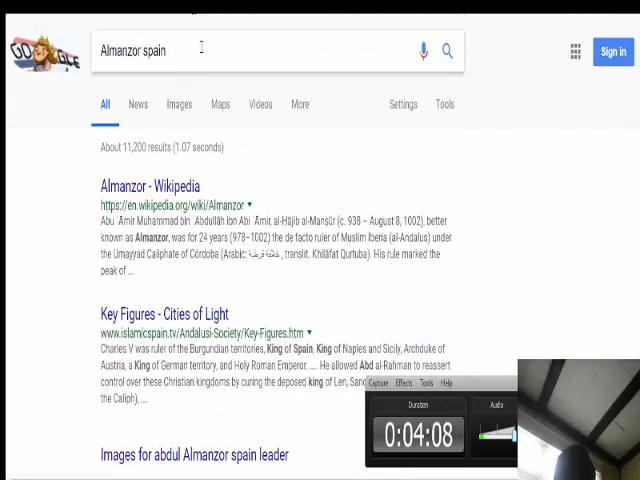 GO GLE
Almanzor spain
Sign in
All News Images Maps Videos More Settings Tools
About 11,200 results (1.07 seconds)
Almanzor - Wikipedia
https://en.wikipedia.org/wiki/Almanzor
Abu ʿĀmir Muhammad bin ʿAbdullāh ibn Abi ʿĀmir, al-Hājib al-Manṣūr (c. 938 – August 8, 1002), better
known as Almanzor, was for 24 years (978–1002) the de facto ruler of Muslim Iberia (al-Andalus) under
the Umayyad Caliphate of Córdoba (Arabic: خلافة قرطبة, translit. Khilāfat Qurtuba). His rule marked the
peak of ...
Key Figures - Cities of Light
www.islamicspain.tv/Andalusi-Society/Key-Figures.htm
Charles V was ruler of the Burgundian territories, King of Spain, King of Naples and Sicily, Archduke of
Austria, a King of German territory, and Holy Roman Emperor. .... He allowed Abd al-Rahman to reassert
control over these Christian kingdoms by curing the deposed king of Len, Sanc
the Caliph), ...
Images for abdul Almanzor spain leader
Capture Effects Tools Help
Duration Audio
0:04:08